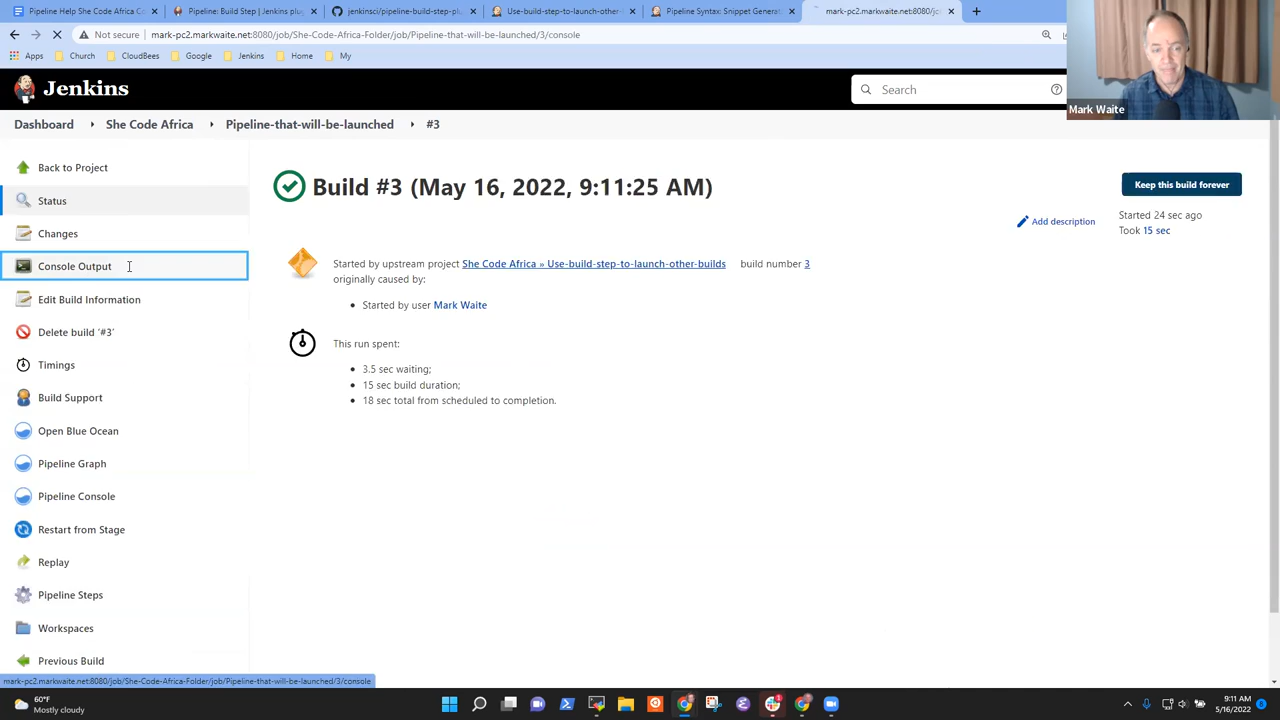 Pipeline Help She Code Africa Co
Pipeline: Build Step | Jenkins plug
jenkinsci/pipeline-build-step-plu
Use-build-step-to-launch-other-
Pipeline Syntax: Snippet Generat
mark-pc2.markwaite.net:8080/job
Not secure
mark-pc2.markwaite.net:8080/job/She-Code-Africa-Folder/job/Pipeline-that-will-be-launched/3/console
Apps
Church
CloudBees
Google
Jenkins
Home
My
Jenkins
Search
Mark Waite
Dashboard
She Code Africa
Pipeline-that-will-be-launched
#3
Back to Project
Status
Changes
Console Output
Edit Build Information
Delete build ‘#3’
Timings
Build Support
Open Blue Ocean
Pipeline Graph
Pipeline Console
Restart from Stage
Replay
Pipeline Steps
Workspaces
Previous Build
Build #3 (May 16, 2022, 9:11:25 AM)
Keep this build forever
Add description
Started 24 sec ago
Took 15 sec
Started by upstream project She Code Africa » Use-build-step-to-launch-other-builds build number 3
originally caused by:
Started by user Mark Waite
This run spent:
3.5 sec waiting;
15 sec build duration;
18 sec total from scheduled to completion.
mark-pc2.markwaite.net:8080/job/She-Code-Africa-Folder/job/Pipeline-that-will-be-launched/3/console
60°F
Mostly cloudy
9:11 AM
5/16/2022